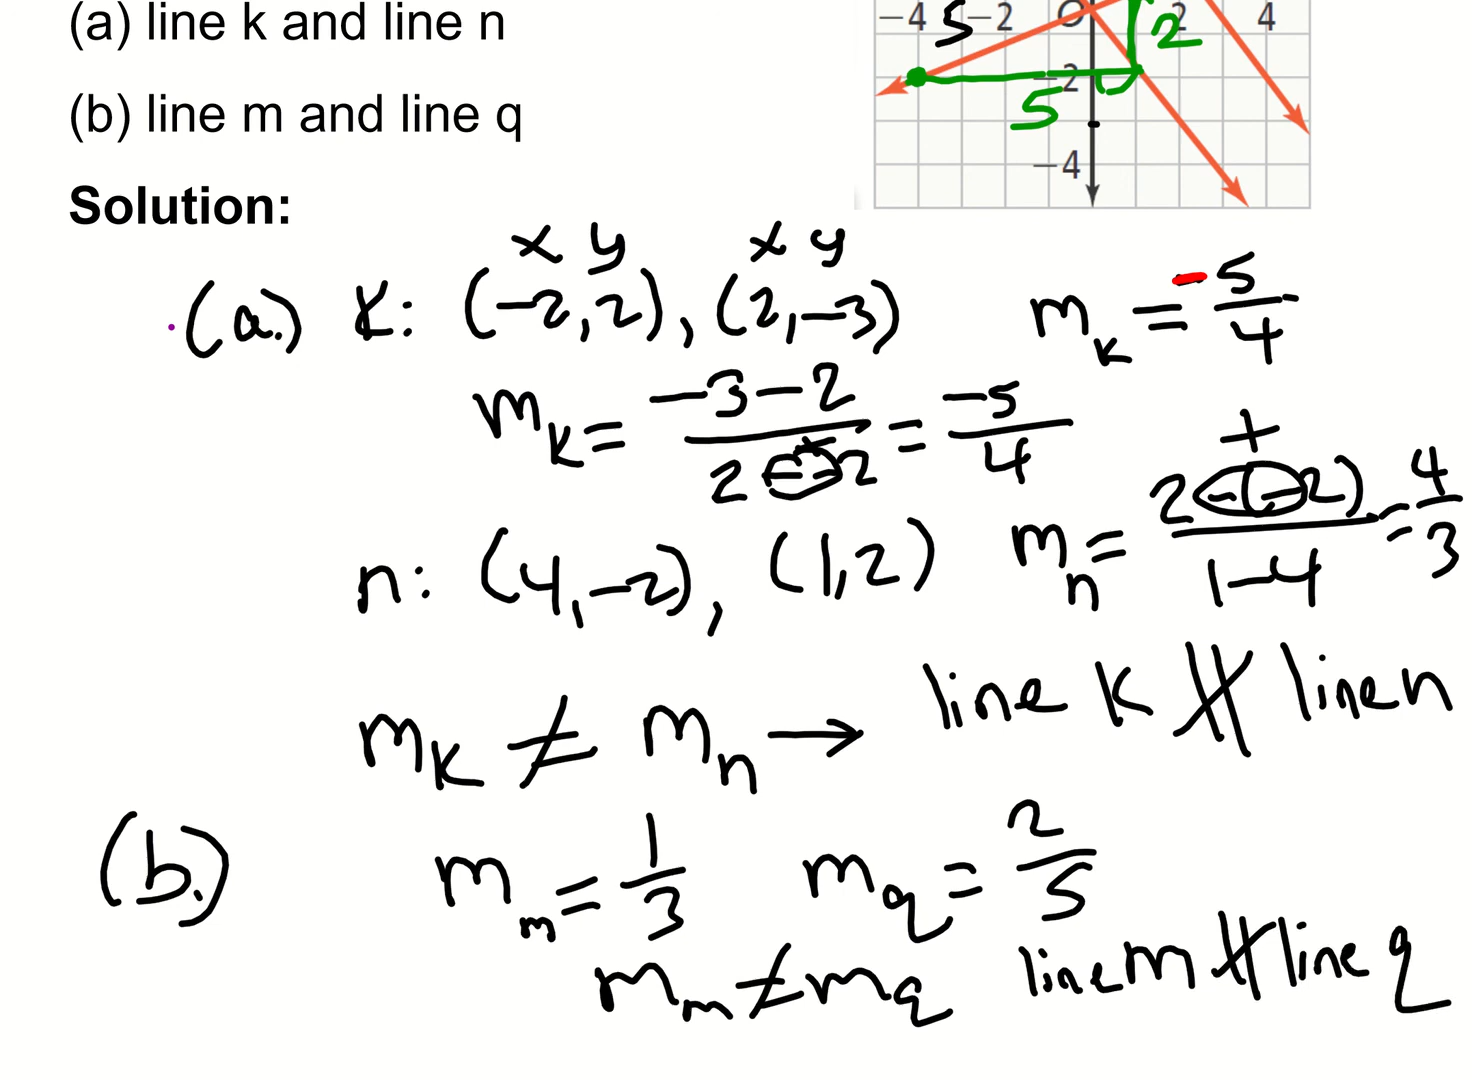 (a) line k and line n
−4 5 −2 O 2 2 4
(b) line m and line q
−2
5
−4
Solution:
x y x y
(a.) K: (−2,2), (2,−3) m_K = −5/4
m_K = (−3−2)/(2−−2) = −5/4
+ +
n: (4,−2), (1,2) m_n = (2−(−2))/(1−4) = 4/3
m_K ≠ m_n → line K ∦ line n
(b.) m_m = 1/3 m_q = 2/5
m_m ≠ m_q line m ∦ line q